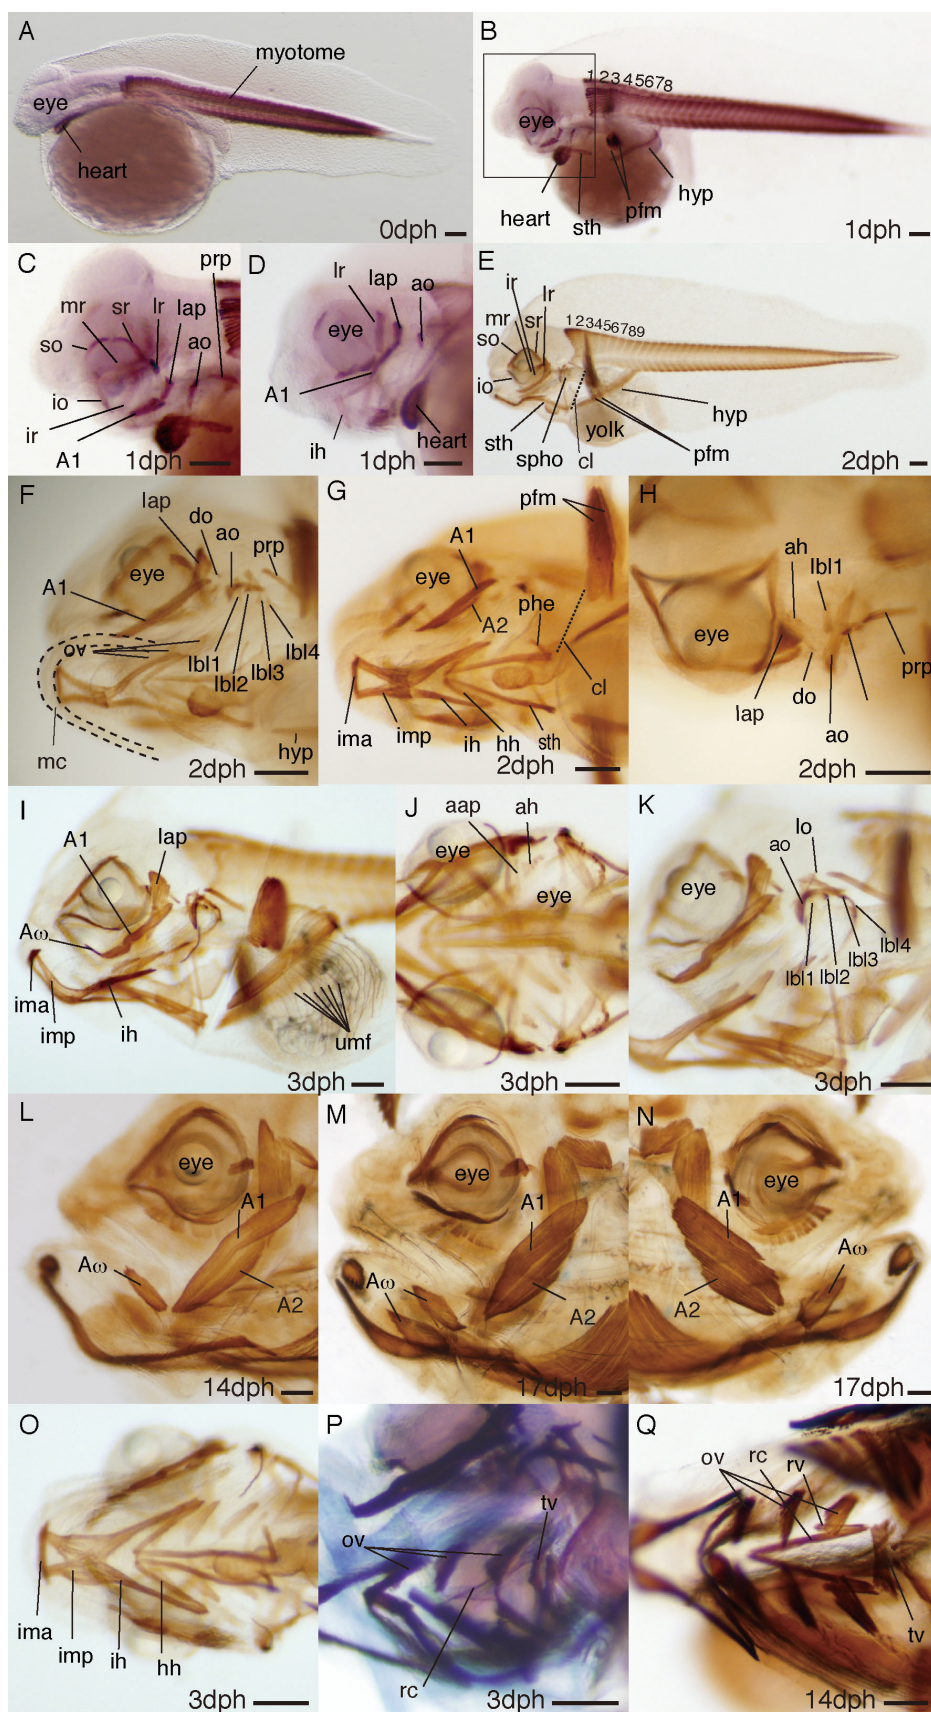 A
myotome
eye
heart
0dph
B
12345678
eye
heart
sth
pfm
hyp
1dph
C
prp
mr sr lr lap
so
ao
io
ir
A1
1dph
D
lr lap ao
eye
A1
ih
heart
1dph
E
ir
lr
mr
sr
so
123456789
io
sth
spho
yolk
cl
pfm
hyp
2dph
F
lap
do
ao
prp
eye
A1
ov
lbl4
lbl3
lbl1
lbl2
mc
hyp
2dph
G
pfm
A1
eye
A2
phe
cl
ima
imp
ih
hh
sth
2dph
H
ah
lbl1
eye
prp
lap
do
ao
2dph
I
A1
lap
Aω
ima
imp
ih
umf
3dph
J
aap
ah
eye
eye
3dph
K
lo
ao
eye
lbl4
lbl3
lbl1
lbl2
3dph
L
eye
A1
Aω
A2
14dph
M
eye
A1
Aω
A2
17dph
N
eye
A1
Aω
A2
17dph
O
ima
imp
ih
hh
3dph
P
tv
ov
rc
3dph
Q
ov
rc
rv
tv
14dph